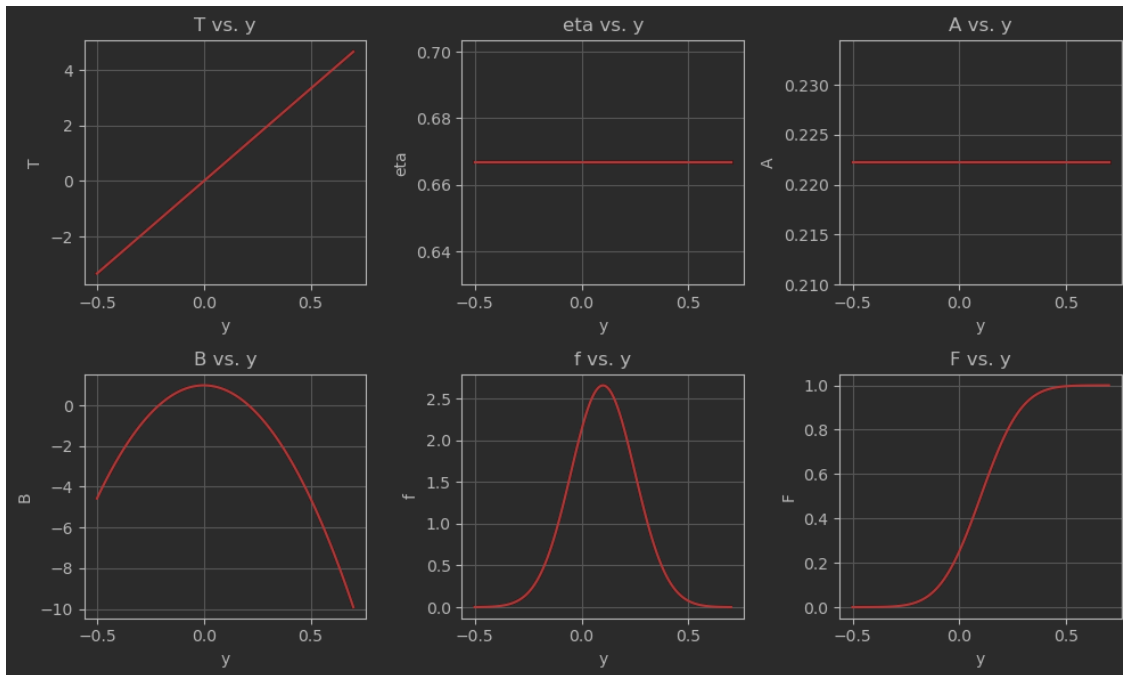 T vs. y
4
2
0
−2
T
−0.5 0.0 0.5
y
eta vs. y
0.70
0.68
0.66
0.64
eta
−0.5 0.0 0.5
y
A vs. y
0.230
0.225
0.220
0.215
0.210
A
−0.5 0.0 0.5
y
B vs. y
0
−2
−4
−6
−8
−10
B
−0.5 0.0 0.5
y
f vs. y
2.5
2.0
1.5
1.0
0.5
0.0
f
−0.5 0.0 0.5
y
F vs. y
1.0
0.8
0.6
0.4
0.2
0.0
F
−0.5 0.0 0.5
y